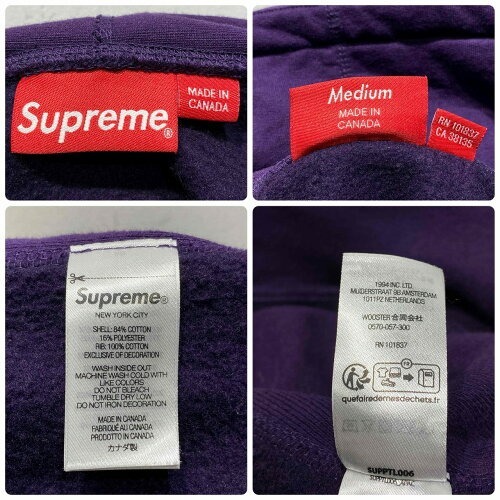 Supreme®
MADE IN
CANADA
Medium
MADE IN
CANADA
RN 101837
CA 38135
Supreme®
NEW YORK CITY
SHELL: 84% COTTON
16% POLYESTER
RIB: 100% COTTON
EXCLUSIVE OF DECORATION
WASH INSIDE OUT
MACHINE WASH COLD WITH
LIKE COLORS
DO NOT BLEACH
TUMBLE DRY LOW
DO NOT IRON DECORATION
MADE IN CANADA
FABRIQUÉ AU CANADA
PRODOTTO IN CANADA
カナダ製
1994 INC. LTD.
MUIDERSTRAAT 9B AMSTERDAM
1011PZ NETHERLANDS
WOOSTER 合同会社
0570-057-300
RN 101837
FR
quefairedemesdechets.fr
SUPPTL006